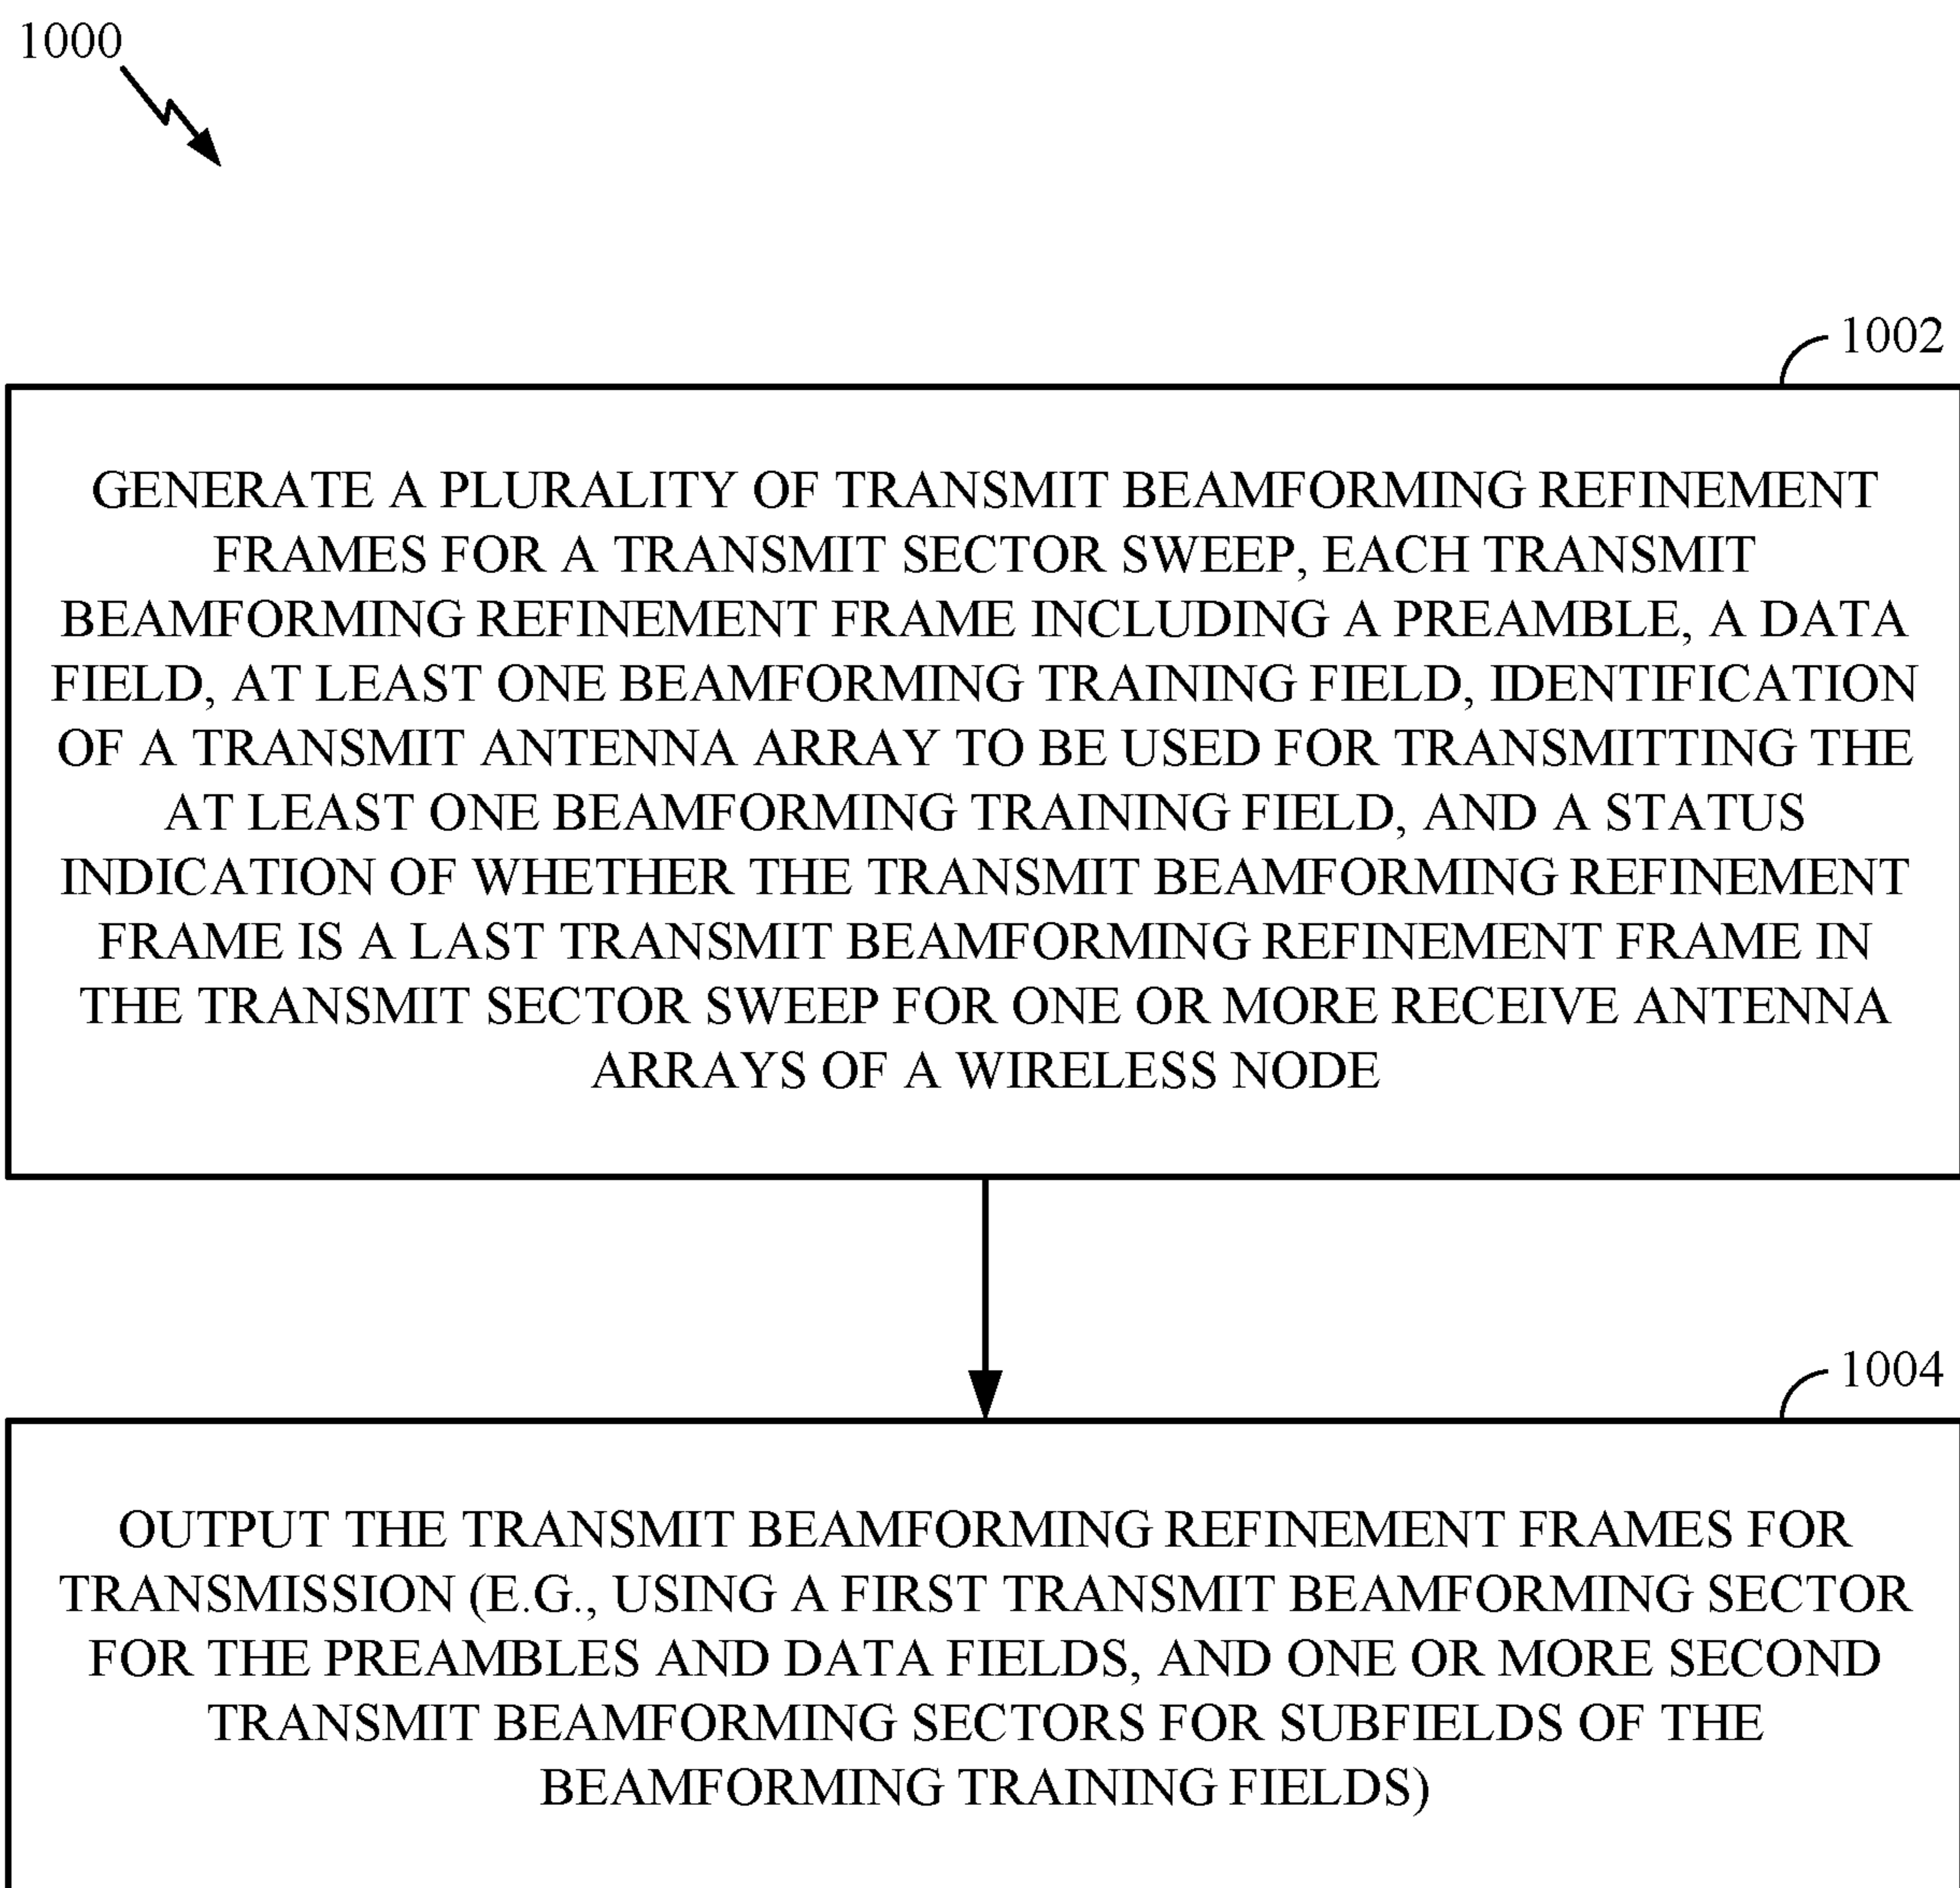 1000
1002
GENERATE A PLURALITY OF TRANSMIT BEAMFORMING REFINEMENT
FRAMES FOR A TRANSMIT SECTOR SWEEP, EACH TRANSMIT
BEAMFORMING REFINEMENT FRAME INCLUDING A PREAMBLE, A DATA
FIELD, AT LEAST ONE BEAMFORMING TRAINING FIELD, IDENTIFICATION
OF A TRANSMIT ANTENNA ARRAY TO BE USED FOR TRANSMITTING THE
AT LEAST ONE BEAMFORMING TRAINING FIELD, AND A STATUS
INDICATION OF WHETHER THE TRANSMIT BEAMFORMING REFINEMENT
FRAME IS A LAST TRANSMIT BEAMFORMING REFINEMENT FRAME IN
THE TRANSMIT SECTOR SWEEP FOR ONE OR MORE RECEIVE ANTENNA
ARRAYS OF A WIRELESS NODE
1004
OUTPUT THE TRANSMIT BEAMFORMING REFINEMENT FRAMES FOR
TRANSMISSION (E.G., USING A FIRST TRANSMIT BEAMFORMING SECTOR
FOR THE PREAMBLES AND DATA FIELDS, AND ONE OR MORE SECOND
TRANSMIT BEAMFORMING SECTORS FOR SUBFIELDS OF THE
BEAMFORMING TRAINING FIELDS)